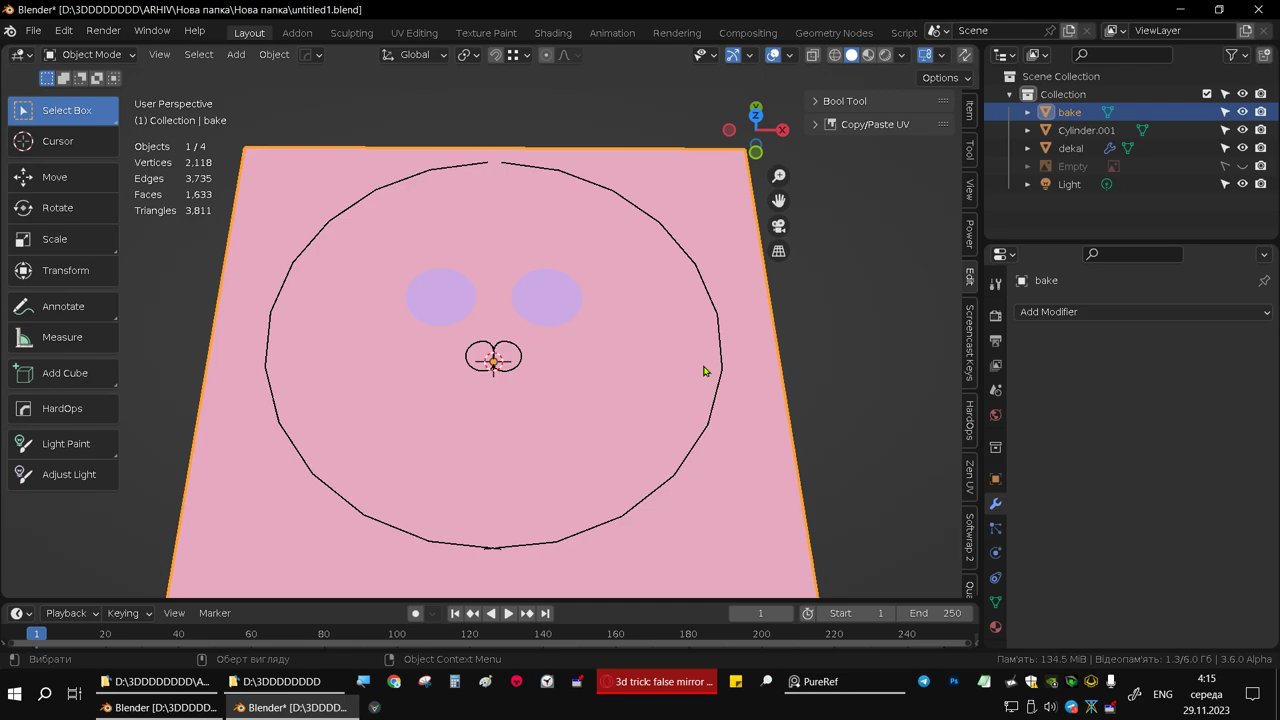 Blender* [D:\3DDDDDDDD\ARHIV\Нова папка\Нова папка\untitled1.blend]
File Edit Render Window Help Layout Addon Sculpting UV Editing Texture Paint Shading Animation Rendering Compositing Geometry Nodes Script Scene ViewLayer
Object Mode View Select Add Object Global
Options
Select Box
Cursor
Move
Rotate
Scale
Transform
Annotate
Measure
Add Cube
HardOps
Light Paint
Adjust Light
User Perspective
(1) Collection | bake
Objects 1 / 4
Vertices 2,118
Edges 3,735
Faces 1,633
Triangles 3,811
Y
Z
X
Bool Tool
Copy/Paste UV
Item
Tool
View
Power
Edit
Screencast Keys
HardOps
Zen UV
Softwrap 2
Qua
Scene Collection
Collection
bake
Cylinder.001
dekal
Empty
Light
bake
Add Modifier
Playback Keying View Marker 1 Start 1 End 250
1 20 40 60 80 100 120 140 160 180 200 220 240
Вибрати Оберт вигляду Object Context Menu Пам'ять: 134.5 MiB | Відеопам'ять: 1.3/6.0 Гіб | 3.6.0 Alpha
D:\3DDDDDDDD\A... D:\3DDDDDDDD 3d trick: false mirror ... PureRef
Blender [D:\3DDDD... Blender* [D:\3DDDD...
ENG
4:15
середа
29.11.2023